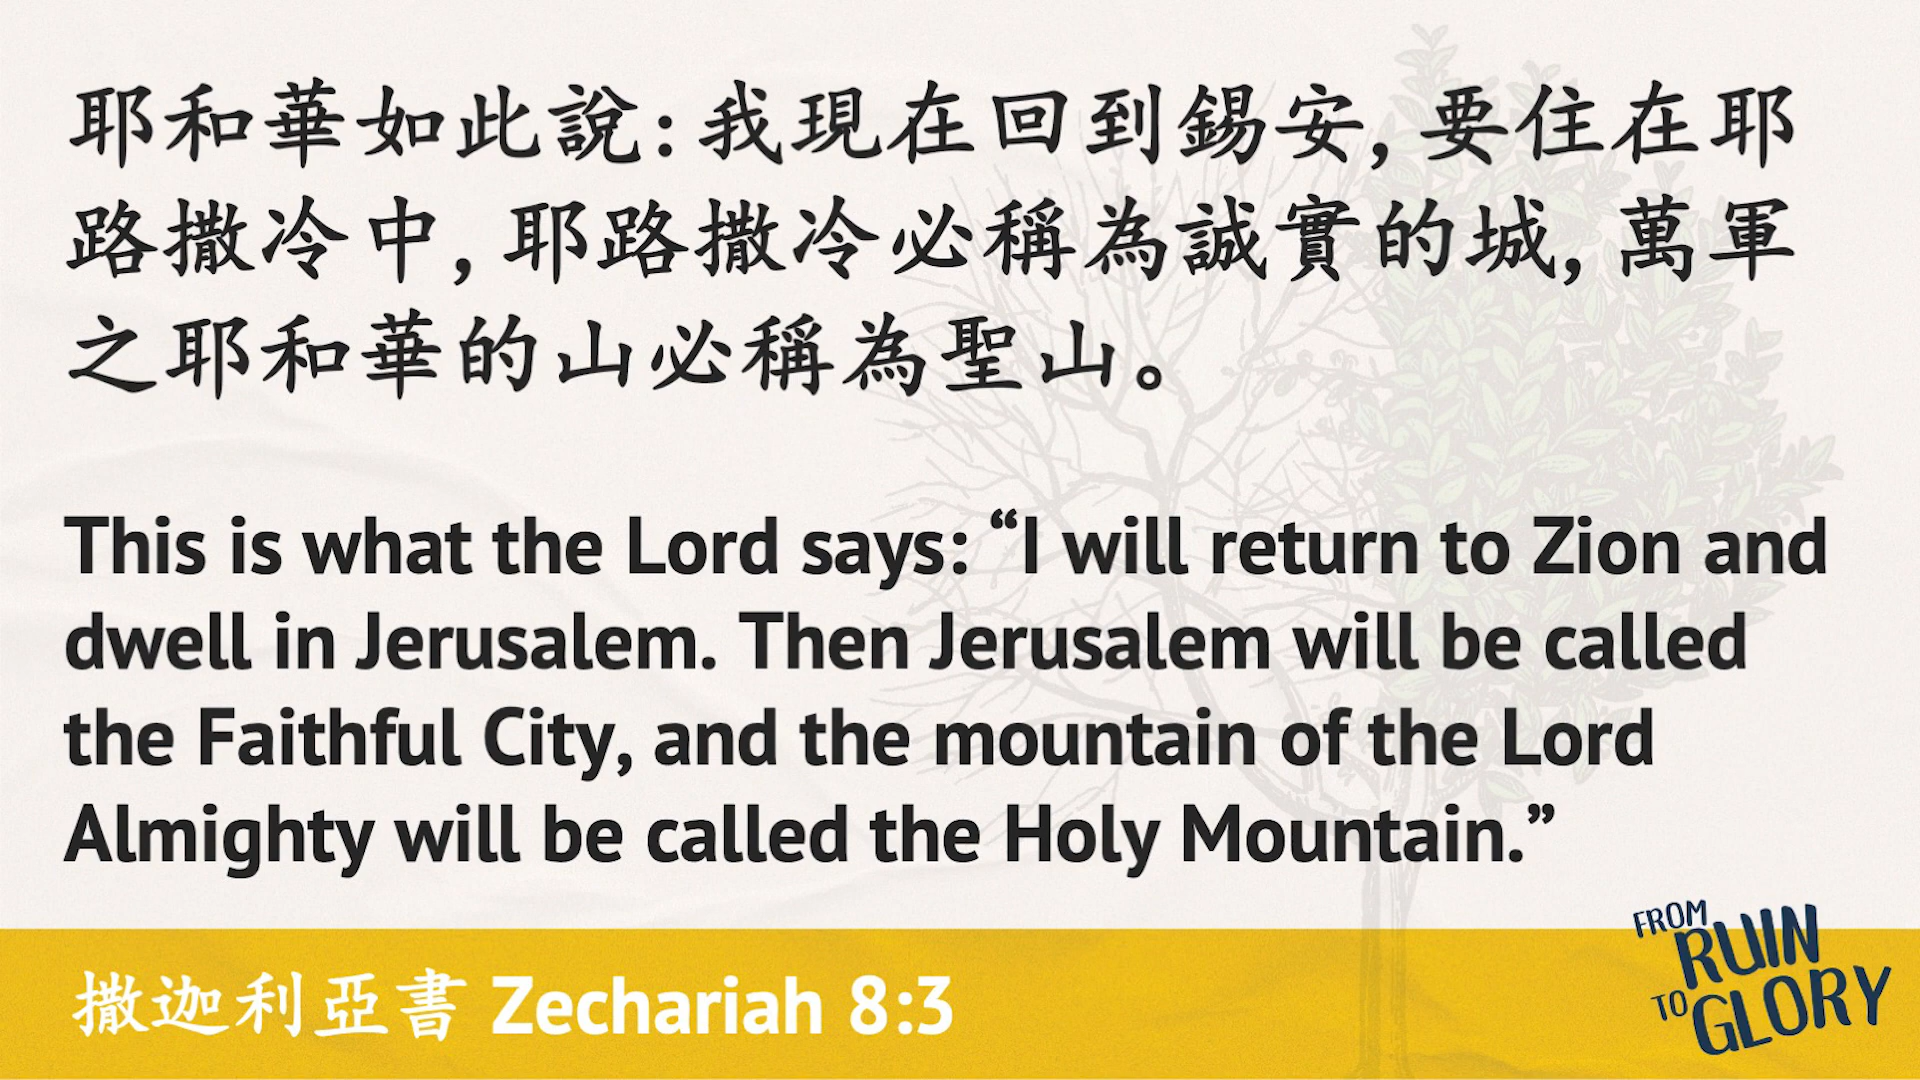 耶和華如此說:我現在回到錫安,要住在耶
路撒冷中,耶路撒冷必稱為誠實的城,萬軍
之耶和華的山必稱為聖山。
This is what the Lord says: “I will return to Zion and
dwell in Jerusalem. Then Jerusalem will be called
the Faithful City, and the mountain of the Lord
Almighty will be called the Holy Mountain.”
撒迦利亞書 Zechariah 8:3
FROM
RUIN
TO GLORY